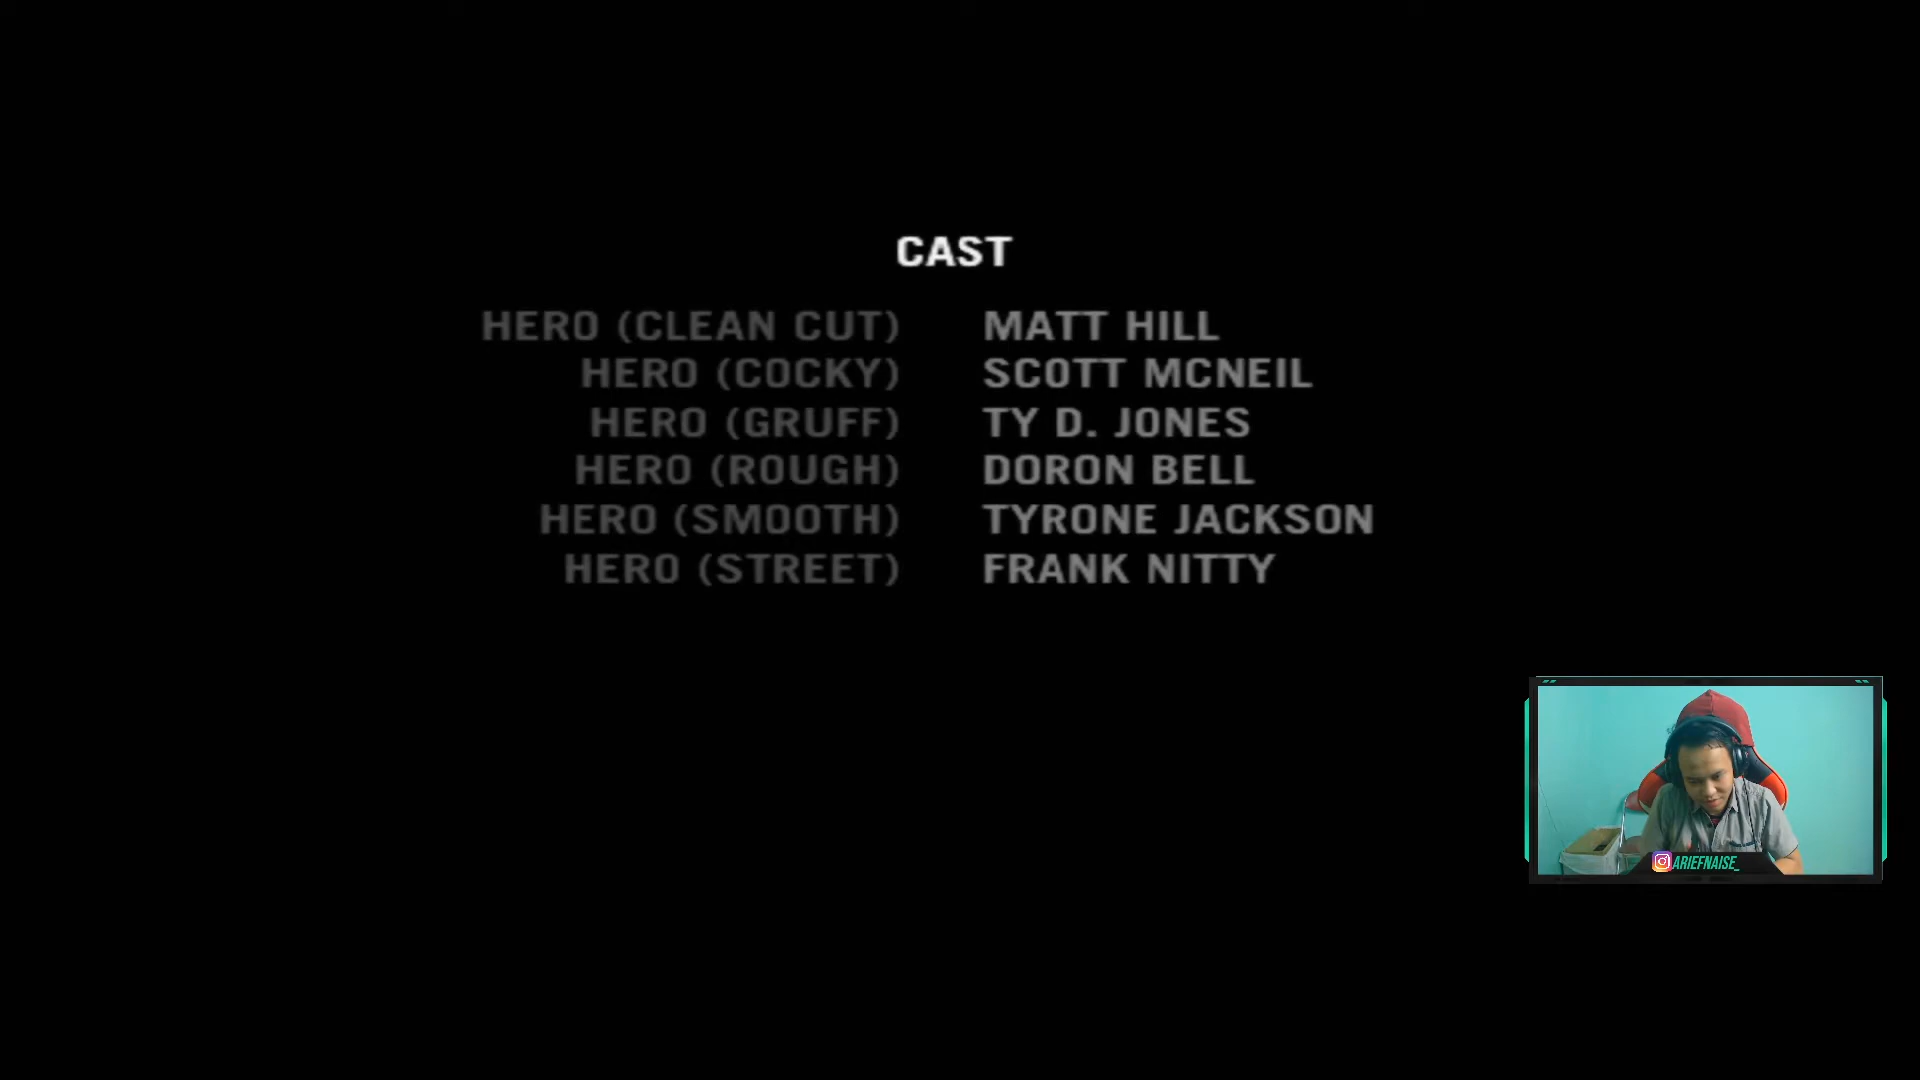 CAST
HERO (CLEAN CUT) MATT HILL
HERO (COCKY) SCOTT MCNEIL
HERO (GRUFF) TY D. JONES
HERO (ROUGH) DORON BELL
HERO (SMOOTH) TYRONE JACKSON
HERO (STREET) FRANK NITTY
ARIEFNAISE_